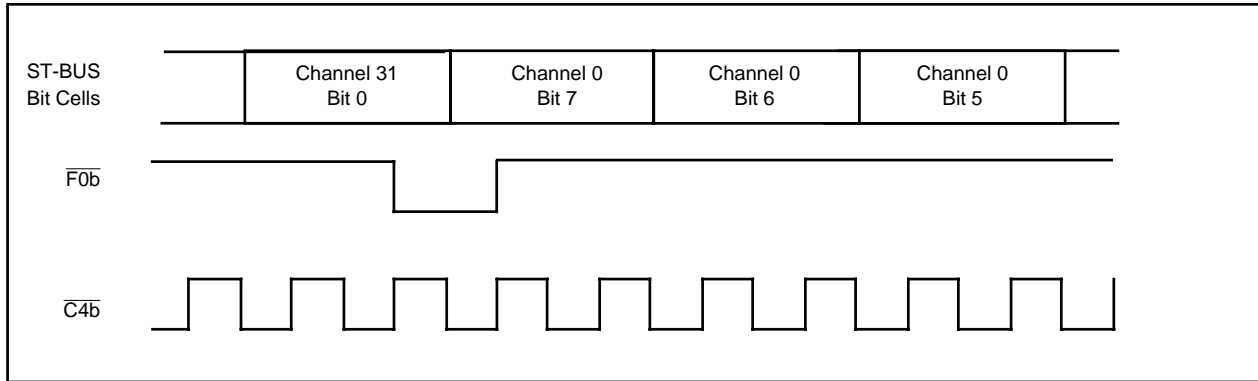 ST-BUS
Bit Cells
Channel 31
Bit 0
Channel 0
Bit 7
Channel 0
Bit 6
Channel 0
Bit 5
F0b
C4b